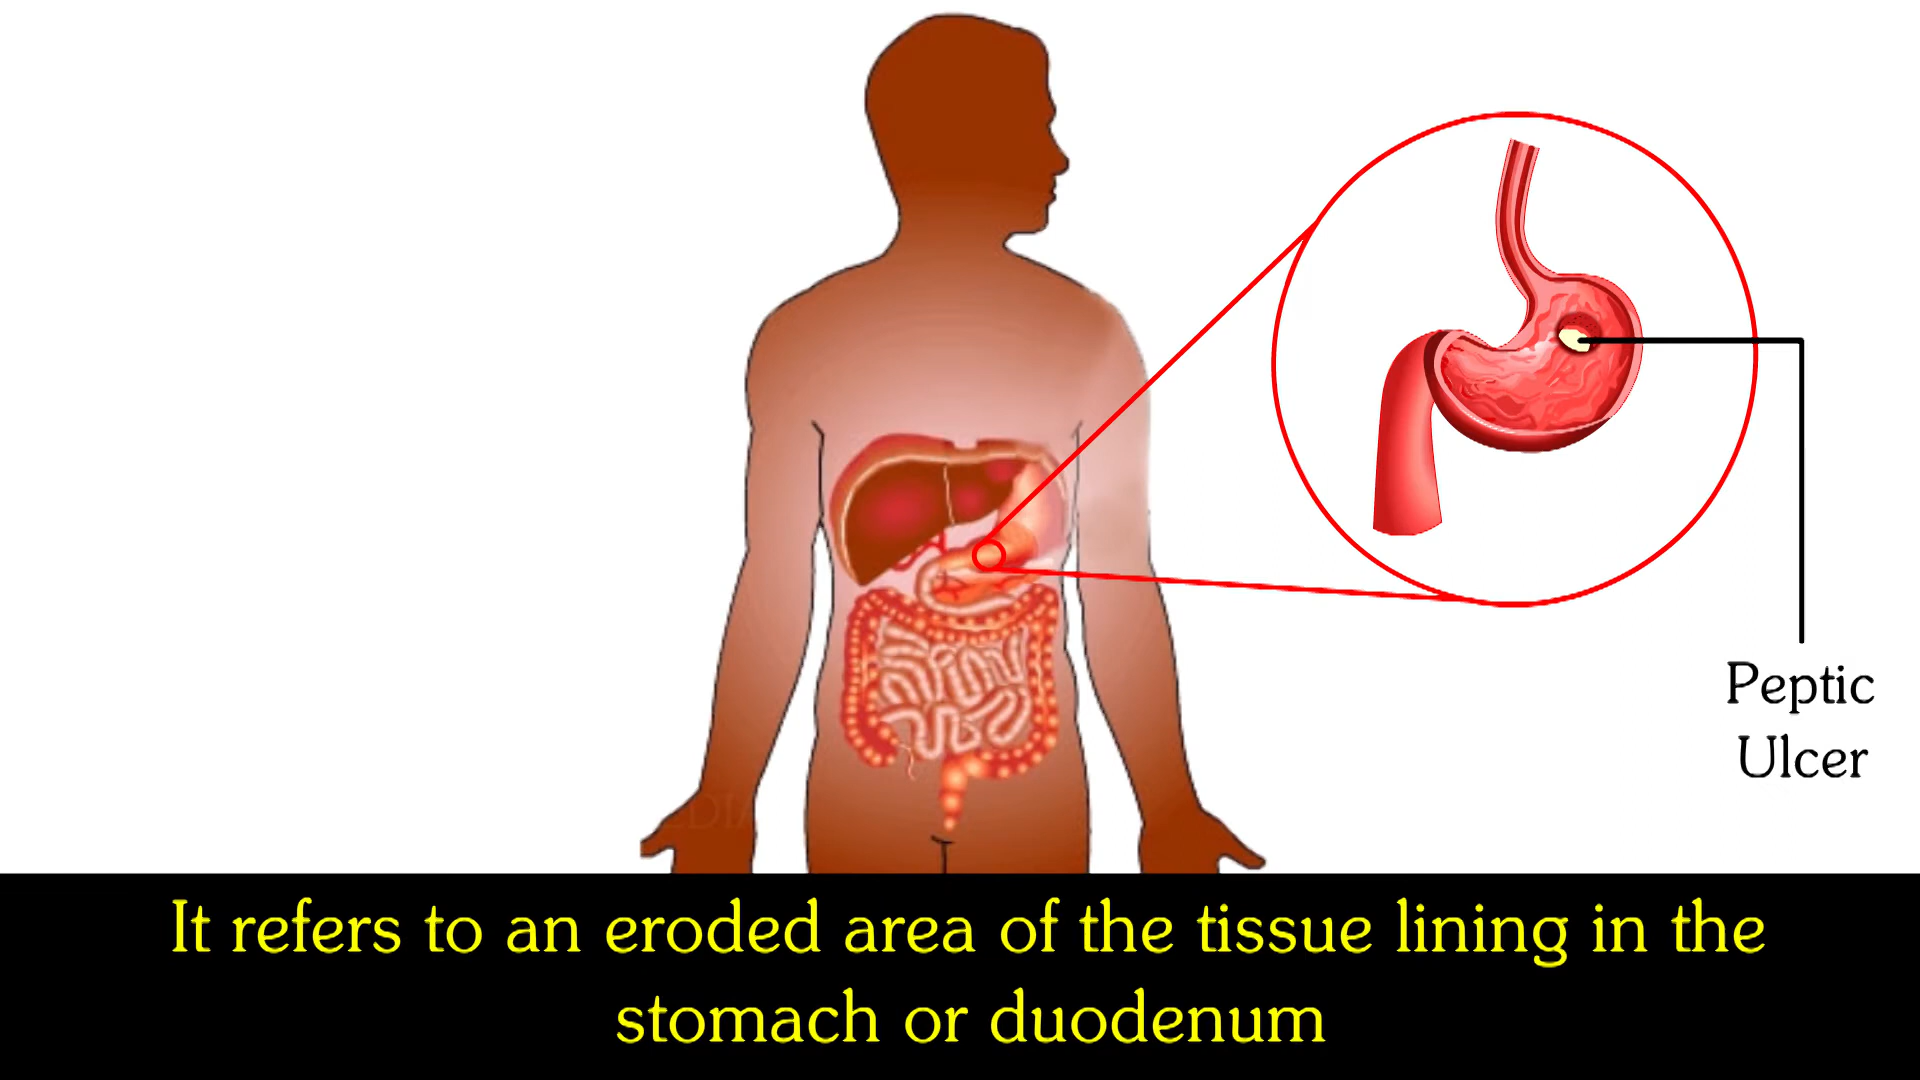 Peptic
Ulcer
It refers to an eroded area of the tissue lining in the
stomach or duodenum